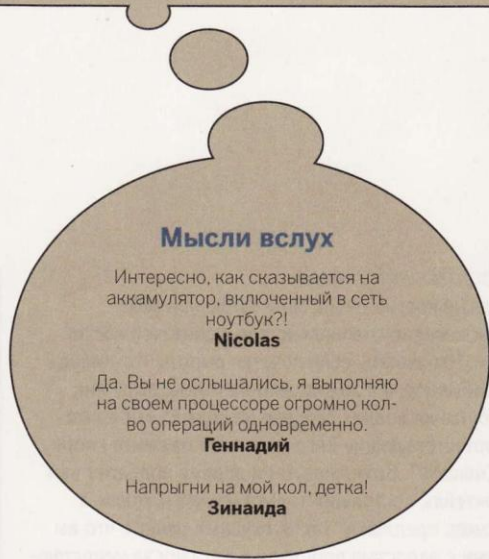 Мысли вслух
Интересно, как сказывается на
аккамулятор, включенный в сеть
ноутбук?!
Nicolas
Да. Вы не ослышались, я выполняю
на своем процессоре огромно кол-
во операций одновременно.
Геннадий
Напрыгни на мой кол, детка!
Зинаида